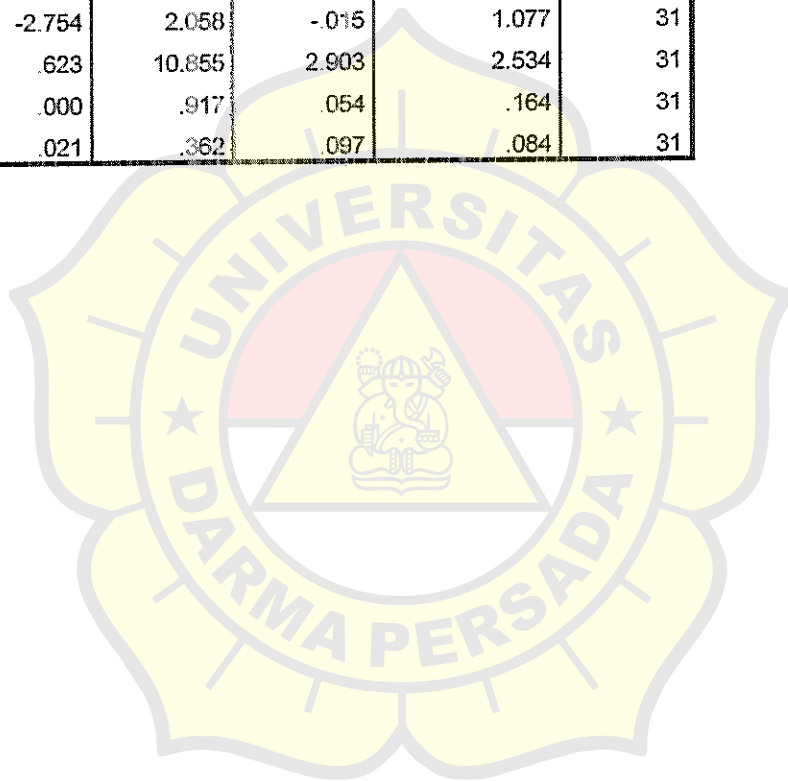 -2.754 2.058 -.015 1.077 31
.623 10.855 2.903 2.534 31
.000 .917 .054 .164 31
.021 .362 .097 .084 31
UNIVERSITAS
DARMA PERSADA